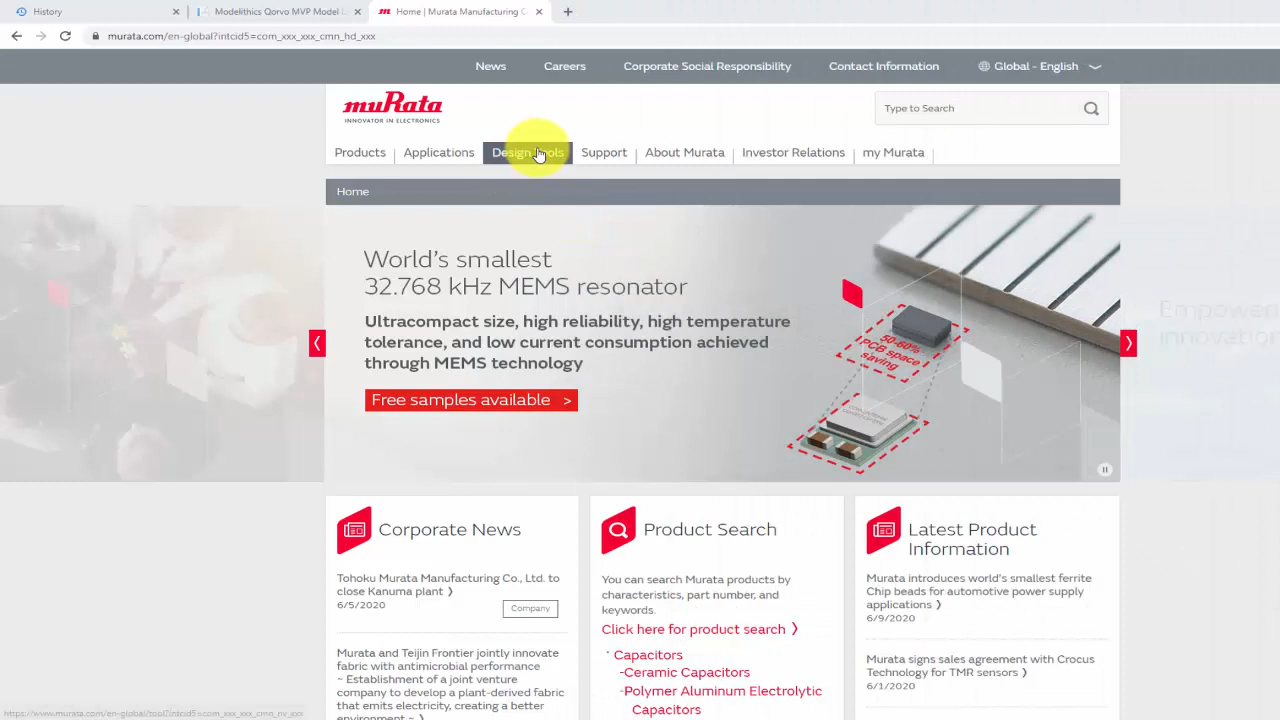 History
Modelithics Qorvo MVP Model
Home | Murata Manufacturing C
murata.com/en-global?intcid5=com_xxx_xxx_cmn_hd_xxx
News
Careers
Corporate Social Responsibility
Contact Information
Global - English
muRata
INNOVATOR IN ELECTRONICS
Type to Search
Products
Applications
Design Tools
Support
About Murata
Investor Relations
my Murata
Home
World's smallest
32.768 kHz MEMS resonator
Ultracompact size, high reliability, high temperature
tolerance, and low current consumption achieved
through MEMS technology
Free samples available >
50-60%
PCB space
saving
Empower
innovation
Corporate News
Tohoku Murata Manufacturing Co., Ltd. to
close Kanuma plant ❭
6/5/2020
Company
Murata and Teijin Frontier jointly innovate
fabric with antimicrobial performance
~ Establishment of a joint venture
company to develop a plant-derived fabric
that emits electricity, creating a better
environment ~ ❭
Product Search
You can search Murata products by
characteristics, part number, and
keywords.
Click here for product search ❭
Capacitors
-Ceramic Capacitors
-Polymer Aluminum Electrolytic
Capacitors
Latest Product
Information
Murata introduces world's smallest ferrite
Chip beads for automotive power supply
applications ❭
6/9/2020
Murata signs sales agreement with Crocus
Technology for TMR sensors ❭
6/1/2020
https://www.murata.com/en-global/tool?intcid5=com_xxx_xxx_cmn_nv_xxx